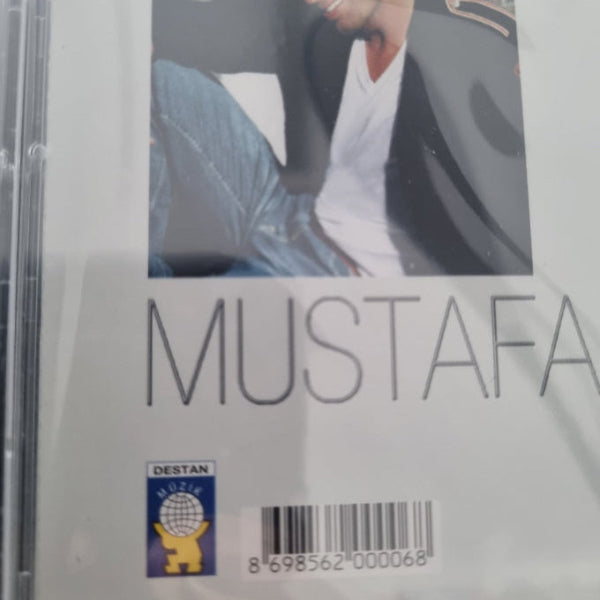 MUSTAFA
DESTAN
MÜZİK
8 698562 000068